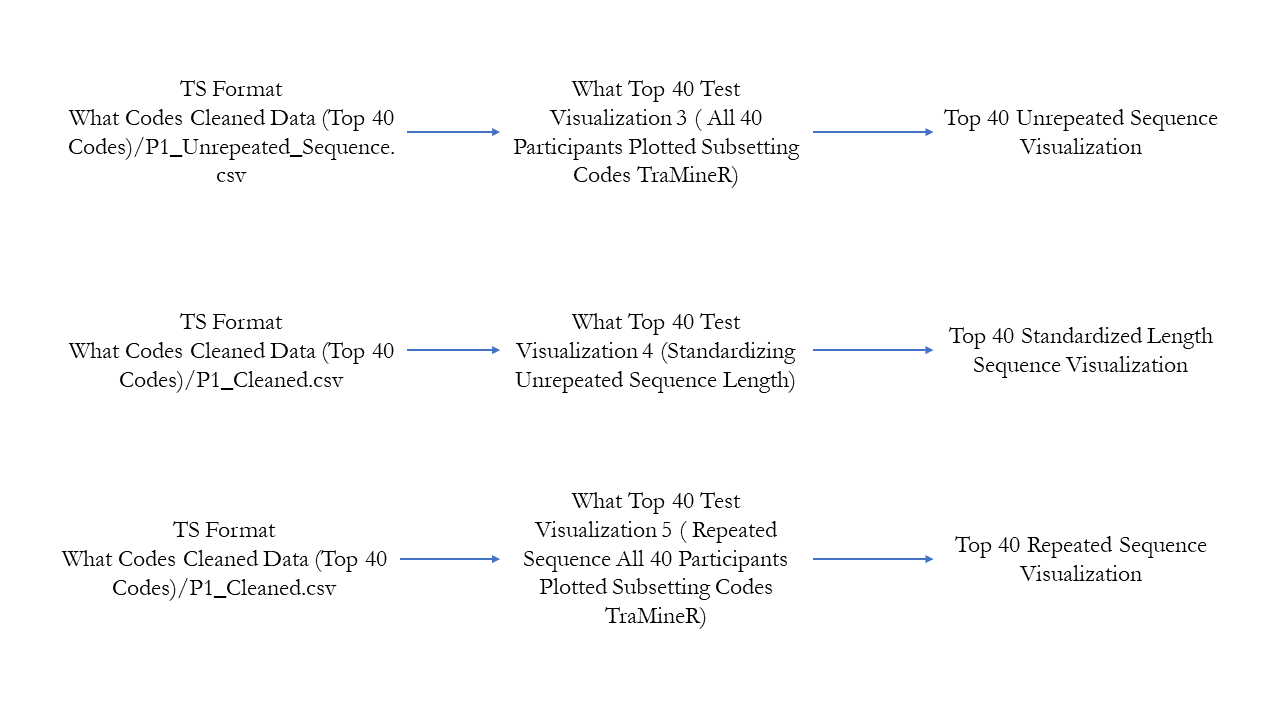 TS Format
What Codes Cleaned Data (Top 40
Codes)/P1_Unrepeated_Sequence.
csv
What Top 40 Test
Visualization 3 ( All 40
Participants Plotted Subsetting
Codes TraMineR)
Top 40 Unrepeated Sequence
Visualization
TS Format
What Codes Cleaned Data (Top 40
Codes)/P1_Cleaned.csv
What Top 40 Test
Visualization 4 (Standardizing
Unrepeated Sequence Length)
Top 40 Standardized Length
Sequence Visualization
TS Format
What Codes Cleaned Data (Top 40
Codes)/P1_Cleaned.csv
What Top 40 Test
Visualization 5 ( Repeated
Sequence All 40 Participants
Plotted Subsetting Codes
TraMineR)
Top 40 Repeated Sequence
Visualization